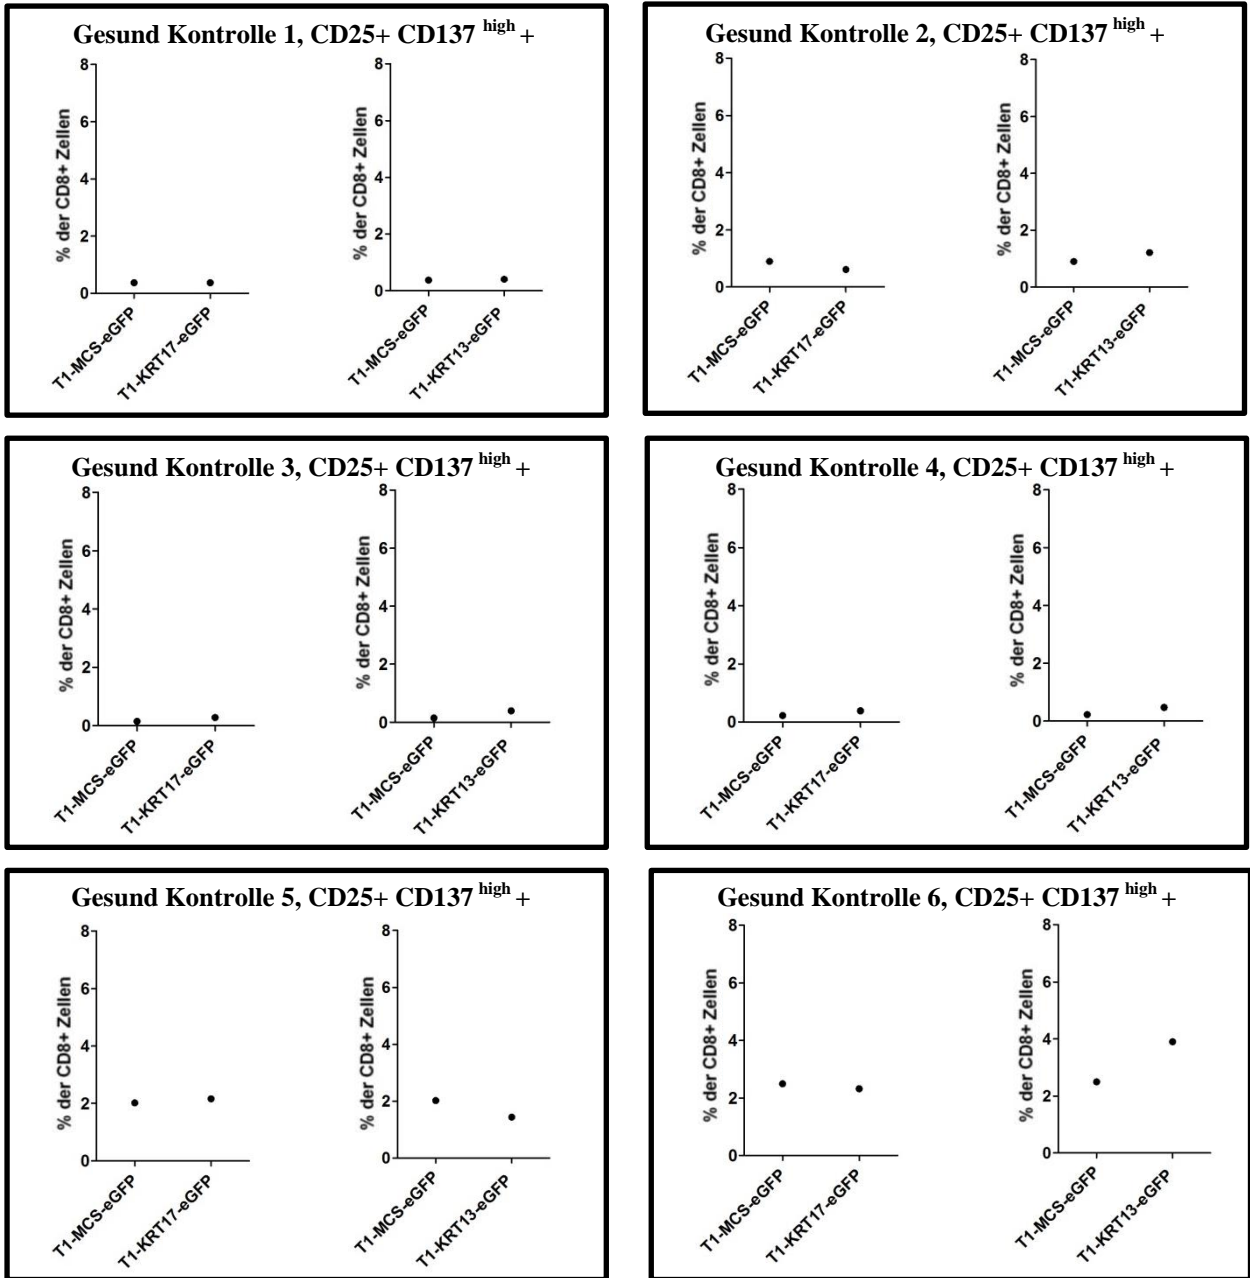 Gesund Kontrolle 1, CD25+ CD137 high +
% der CD8+ Zellen
8
6
4
2
0
T1-MCS-eGFP
T1-KRT17-eGFP
% der CD8+ Zellen
8
6
4
2
0
T1-MCS-eGFP
T1-KRT13-eGFP
Gesund Kontrolle 2, CD25+ CD137 high +
% der CD8+ Zellen
8
6
4
2
0
T1-MCS-eGFP
T1-KRT17-eGFP
% der CD8+ Zellen
8
6
4
2
0
T1-MCS-eGFP
T1-KRT13-eGFP
Gesund Kontrolle 3, CD25+ CD137 high +
% der CD8+ Zellen
8
6
4
2
0
T1-MCS-eGFP
T1-KRT17-eGFP
% der CD8+ Zellen
8
6
4
2
0
T1-MCS-eGFP
T1-KRT13-eGFP
Gesund Kontrolle 4, CD25+ CD137 high +
% der CD8+ Zellen
8
6
4
2
0
T1-MCS-eGFP
T1-KRT17-eGFP
% der CD8+ Zellen
8
6
4
2
0
T1-MCS-eGFP
T1-KRT13-eGFP
Gesund Kontrolle 5, CD25+ CD137 high +
% der CD8+ Zellen
8
6
4
2
0
T1-MCS-eGFP
T1-KRT17-eGFP
% der CD8+ Zellen
8
6
4
2
0
T1-MCS-eGFP
T1-KRT13-eGFP
Gesund Kontrolle 6, CD25+ CD137 high +
% der CD8+ Zellen
8
6
4
2
0
T1-MCS-eGFP
T1-KRT17-eGFP
% der CD8+ Zellen
8
6
4
2
0
T1-MCS-eGFP
T1-KRT13-eGFP